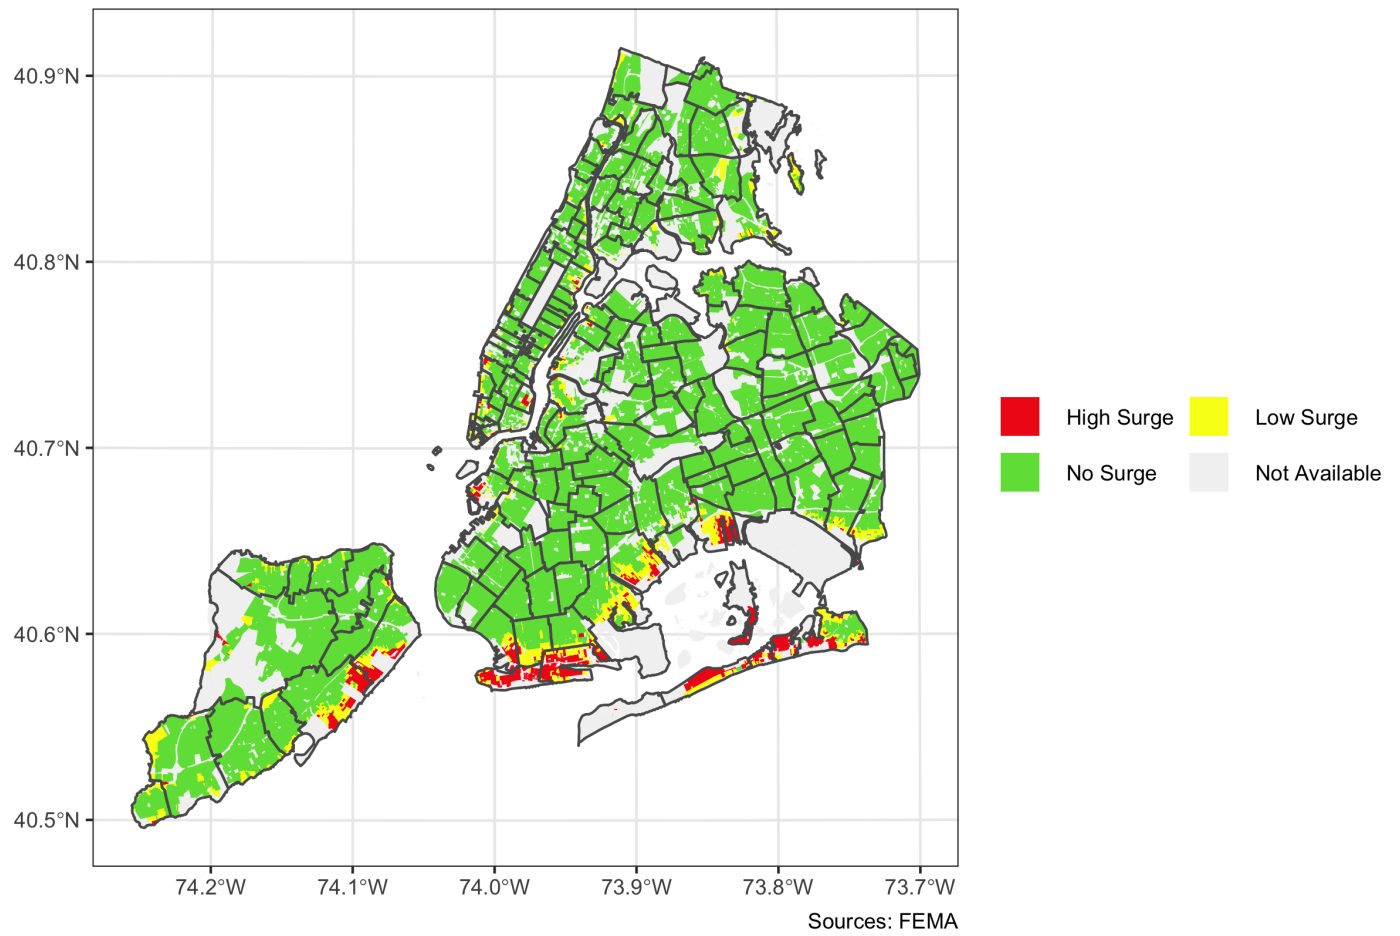 40.9°N
40.8°N
40.7°N
40.6°N
40.5°N
74.2°W 74.1°W 74.0°W 73.9°W 73.8°W 73.7°W
High Surge Low Surge
No Surge Not Available
Sources: FEMA